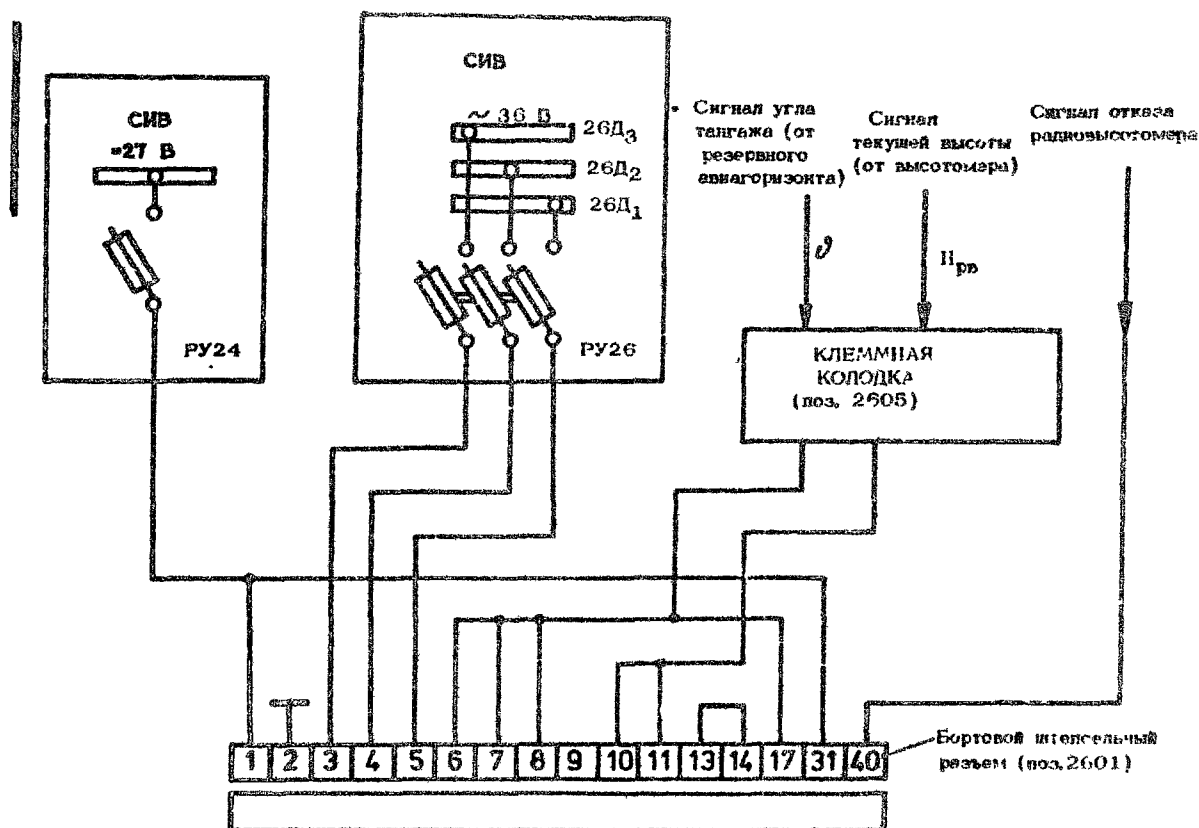 СИВ
=27 В
РУ24
СИВ
~ 36 В
26Д3
26Д2
26Д1
РУ26
Сигнал угла
тангажа (от
резервного
авиагоризонта)
Сигнал
текущей высоты
(от высотомера)
Сигнал отказа
радиовысотомера
ϑ
Hрв
КЛЕММНАЯ
КОЛОДКА
(поз. 2605)
1 2 3 4 5 6 7 8 9 10 11 13 14 17 31 40
Бортовой штепсельный
разъем (поз.2601)